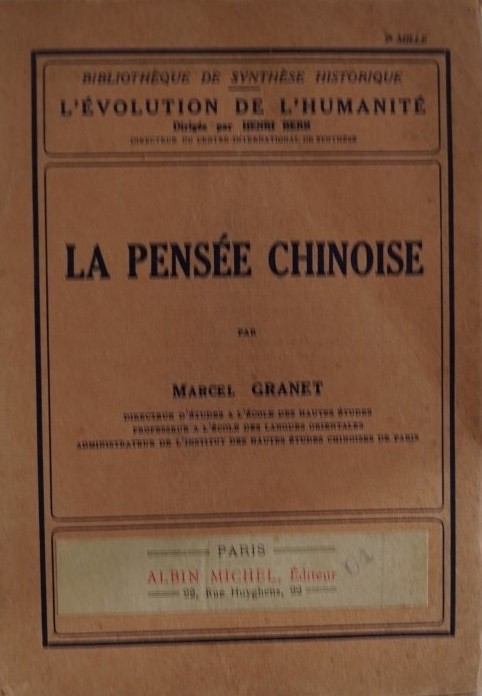 MILLE
BIBLIOTHÈQUE DE SYNTHÈSE HISTORIQUE
L'ÉVOLUTION DE L'HUMANITÉ
Dirigée par HENRI BERR
DIRECTEUR DU CENTRE INTERNATIONAL DE SYNTHÈSE
LA PENSÉE CHINOISE
PAR
MARCEL GRANET
DIRECTEUR D'ÉTUDES A L'ÉCOLE DES HAUTES ÉTUDES
PROFESSEUR A L'ÉCOLE DES LANGUES ORIENTALES
ADMINISTRATEUR DE L'INSTITUT DES HAUTES ÉTUDES CHINOISES DE PARIS
PARIS
ALBIN MICHEL, Éditeur
22, Rue Huyghens, 22